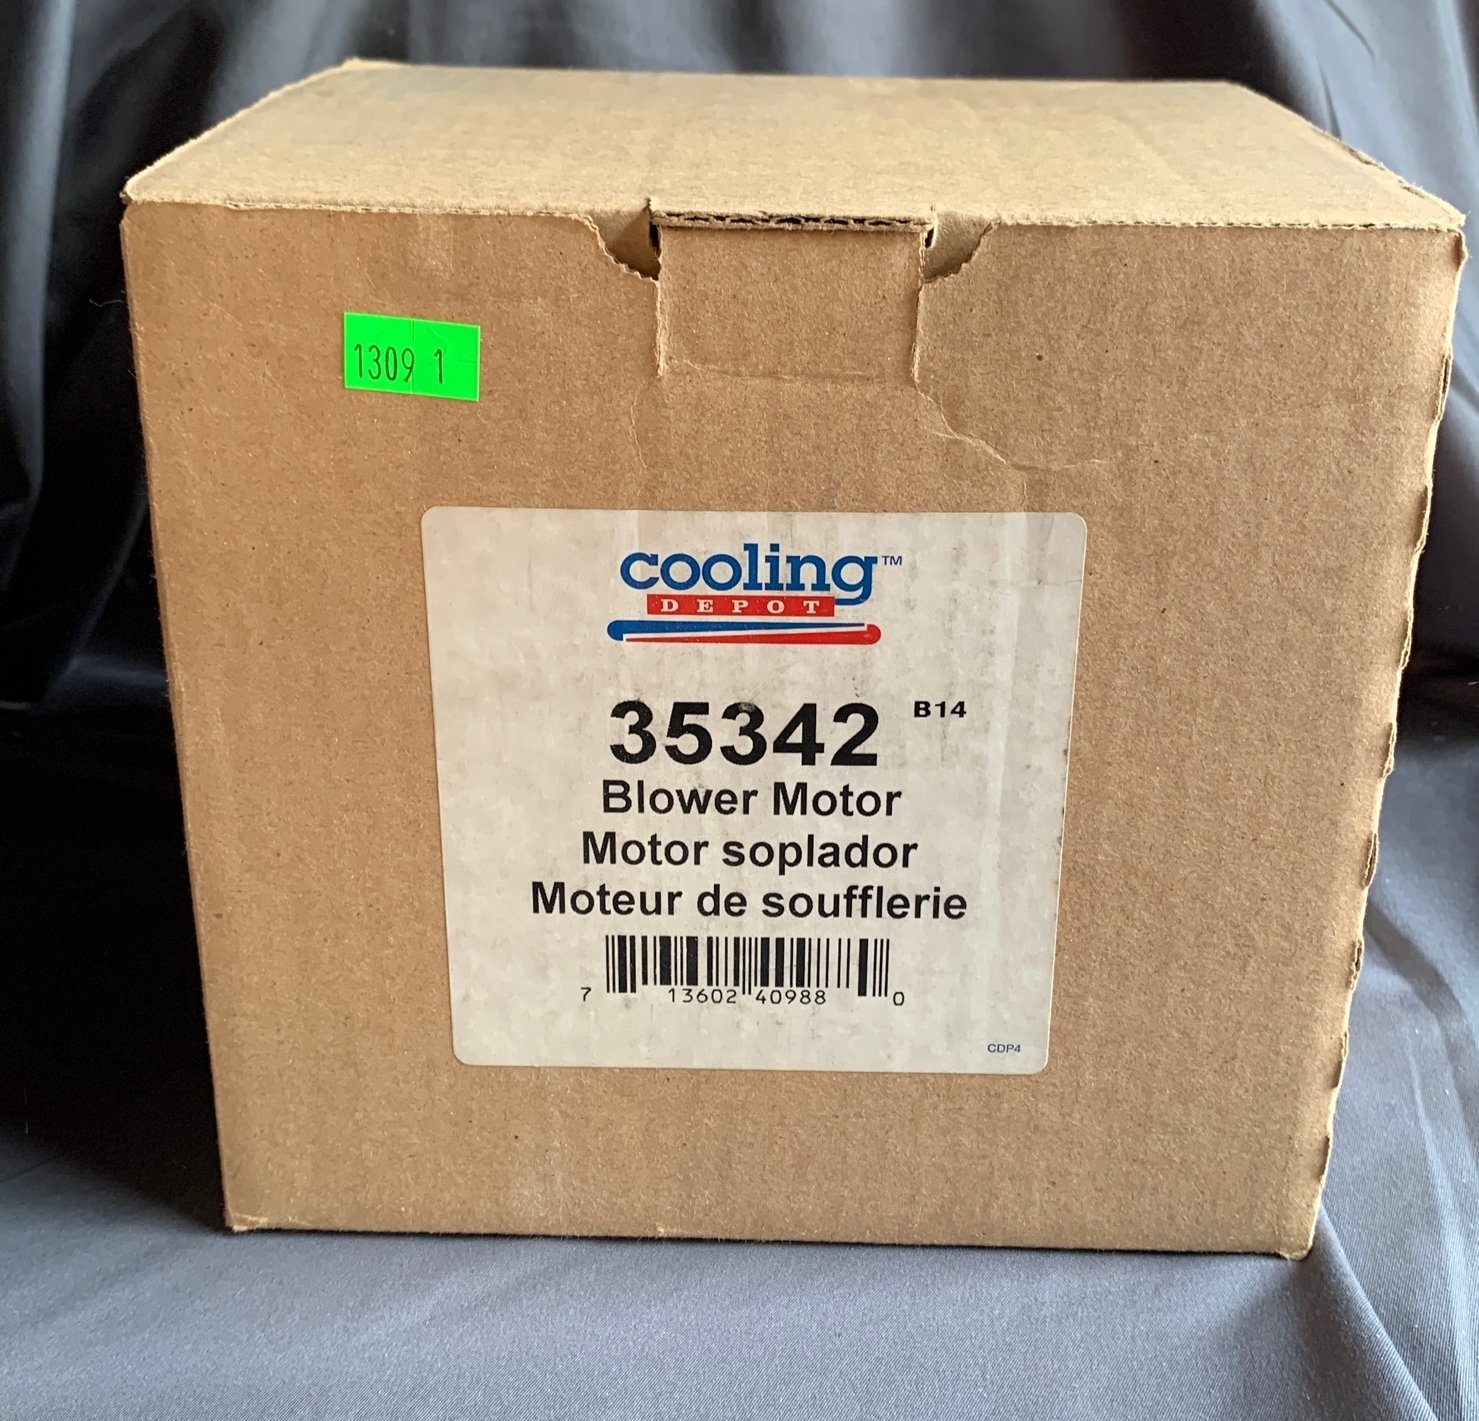 1309 1
cooling™
DEPOT
35342 B14
Blower Motor
Motor soplador
Moteur de soufflerie
7 13602 40988 0
CDP4